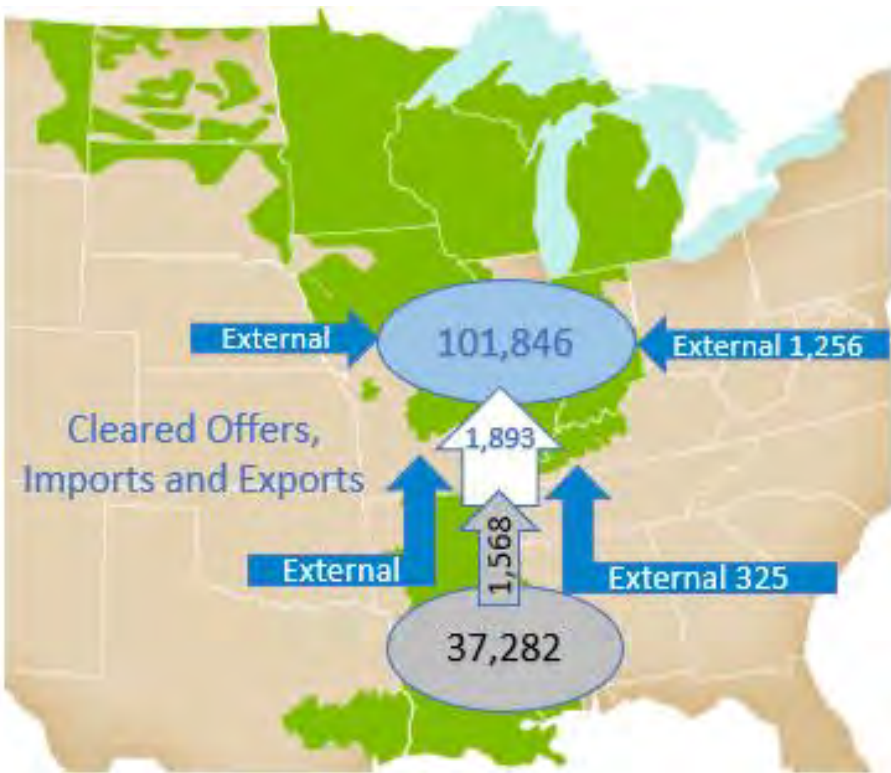 External
101,846
External 1,256
Cleared Offers,
Imports and Exports
1,893
1,568
External
External 325
37,282